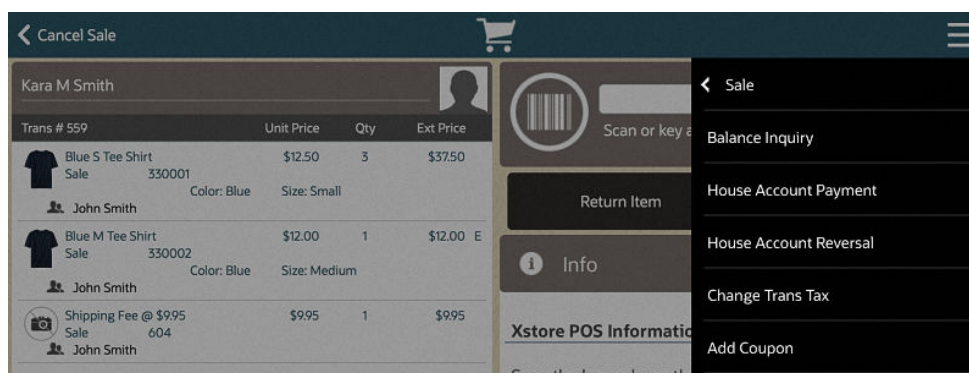 Cancel Sale
Kara M Smith
Trans # 559 Unit Price Qty Ext Price
Blue S Tee Shirt $12.50 3 $37.50
Sale 330001
Color: Blue Size: Small
John Smith
Blue M Tee Shirt $12.00 1 $12.00 E
Sale 330002
Color: Blue Size: Medium
John Smith
Shipping Fee @ $9.95 $9.95 1 $9.95
Sale 604
John Smith
Scan or key a
Return Item
Info
Xstore POS Informatio
Sale
Balance Inquiry
House Account Payment
House Account Reversal
Change Trans Tax
Add Coupon